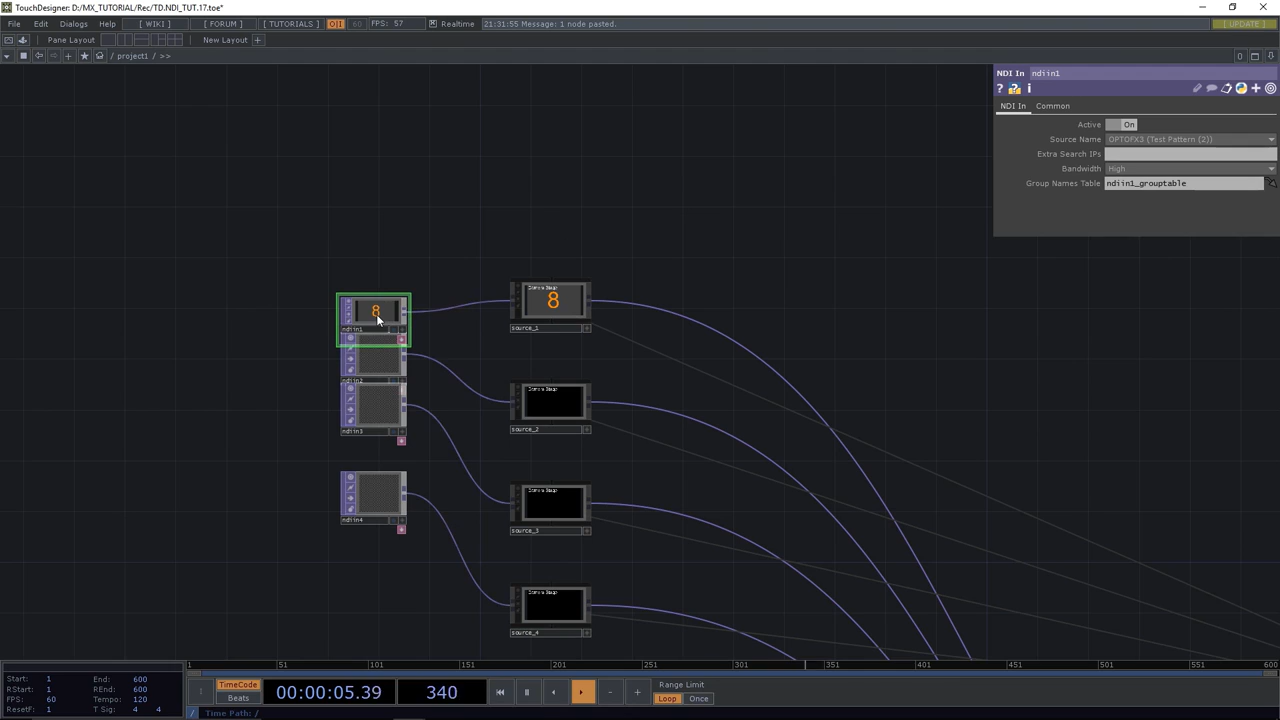 TouchDesigner: D:/MX_TUTORIAL/Rec/TD.NDI_TUT.17.toe*
File Edit Dialogs Help [ WIKI ] [ FORUM ] [ TUTORIALS ] O|I 60 FPS: 57 Realtime 21:31:55 Message: 1 node pasted. [ UPDATE ]
Pane Layout New Layout +
/ project1 / >> 0
NDI In ndiin1
? ? i
NDI In Common
Active On
Source Name OPTOFX3 (Test Pattern (2))
Extra Search IPs
Bandwidth High
Group Names Table ndiin1_grouptable
8
ndiin1
8
source_1
ndiin2
ndiin3
source_2
ndiin4
source_3
source_4
1 51 101 151 201 251 301 351 401 451 501 551 600
Start: 1 End: 600
RStart: 1 REnd: 600
FPS: 60 Tempo: 120
ResetF: 1 T Sig: 4 4
TimeCode
Beats
00:00:05.39 340
- +
Range Limit
Loop Once
/ Time Path: /